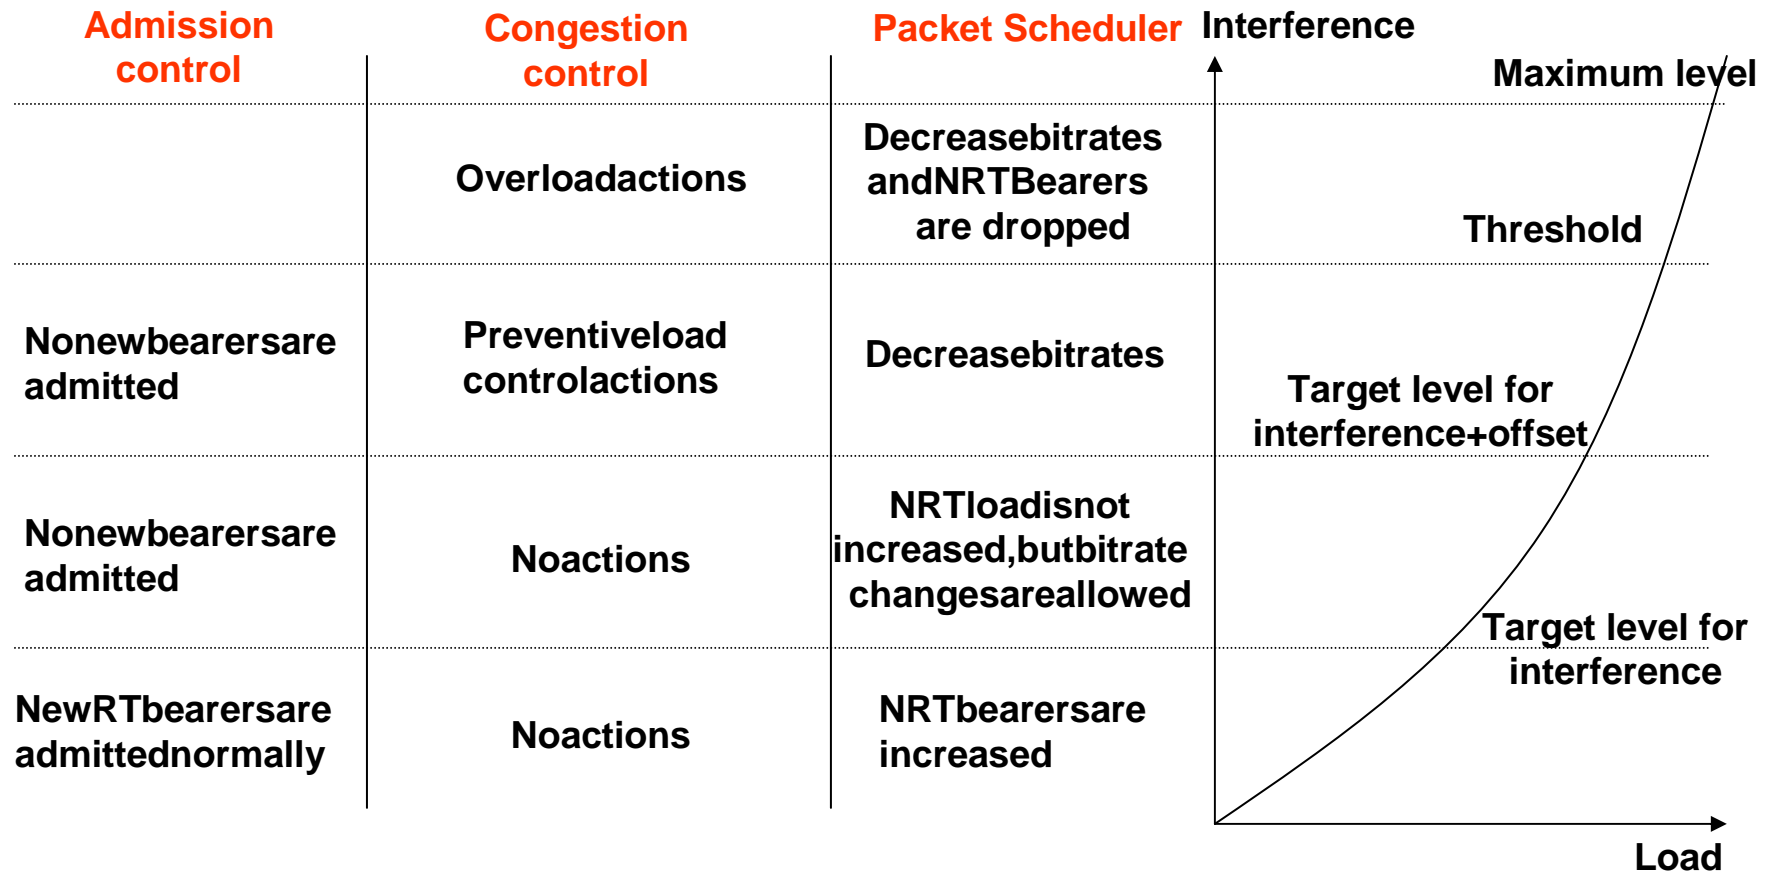 Admission
control
Congestion
control
Packet Scheduler
Interference
Maximum level
Overloadactions
Decreasebitrates
andNRTBearers
are dropped
Threshold
Nonewbearersare
admitted
Preventiveload
controlactions
Decreasebitrates
Target level for
interference+offset
Nonewbearersare
admitted
Noactions
NRTloadisnot
increased,butbitrate
changesareallowed
Target level for
interference
NewRTbearersare
admittednormally
Noactions
NRTbearersare
increased
Load